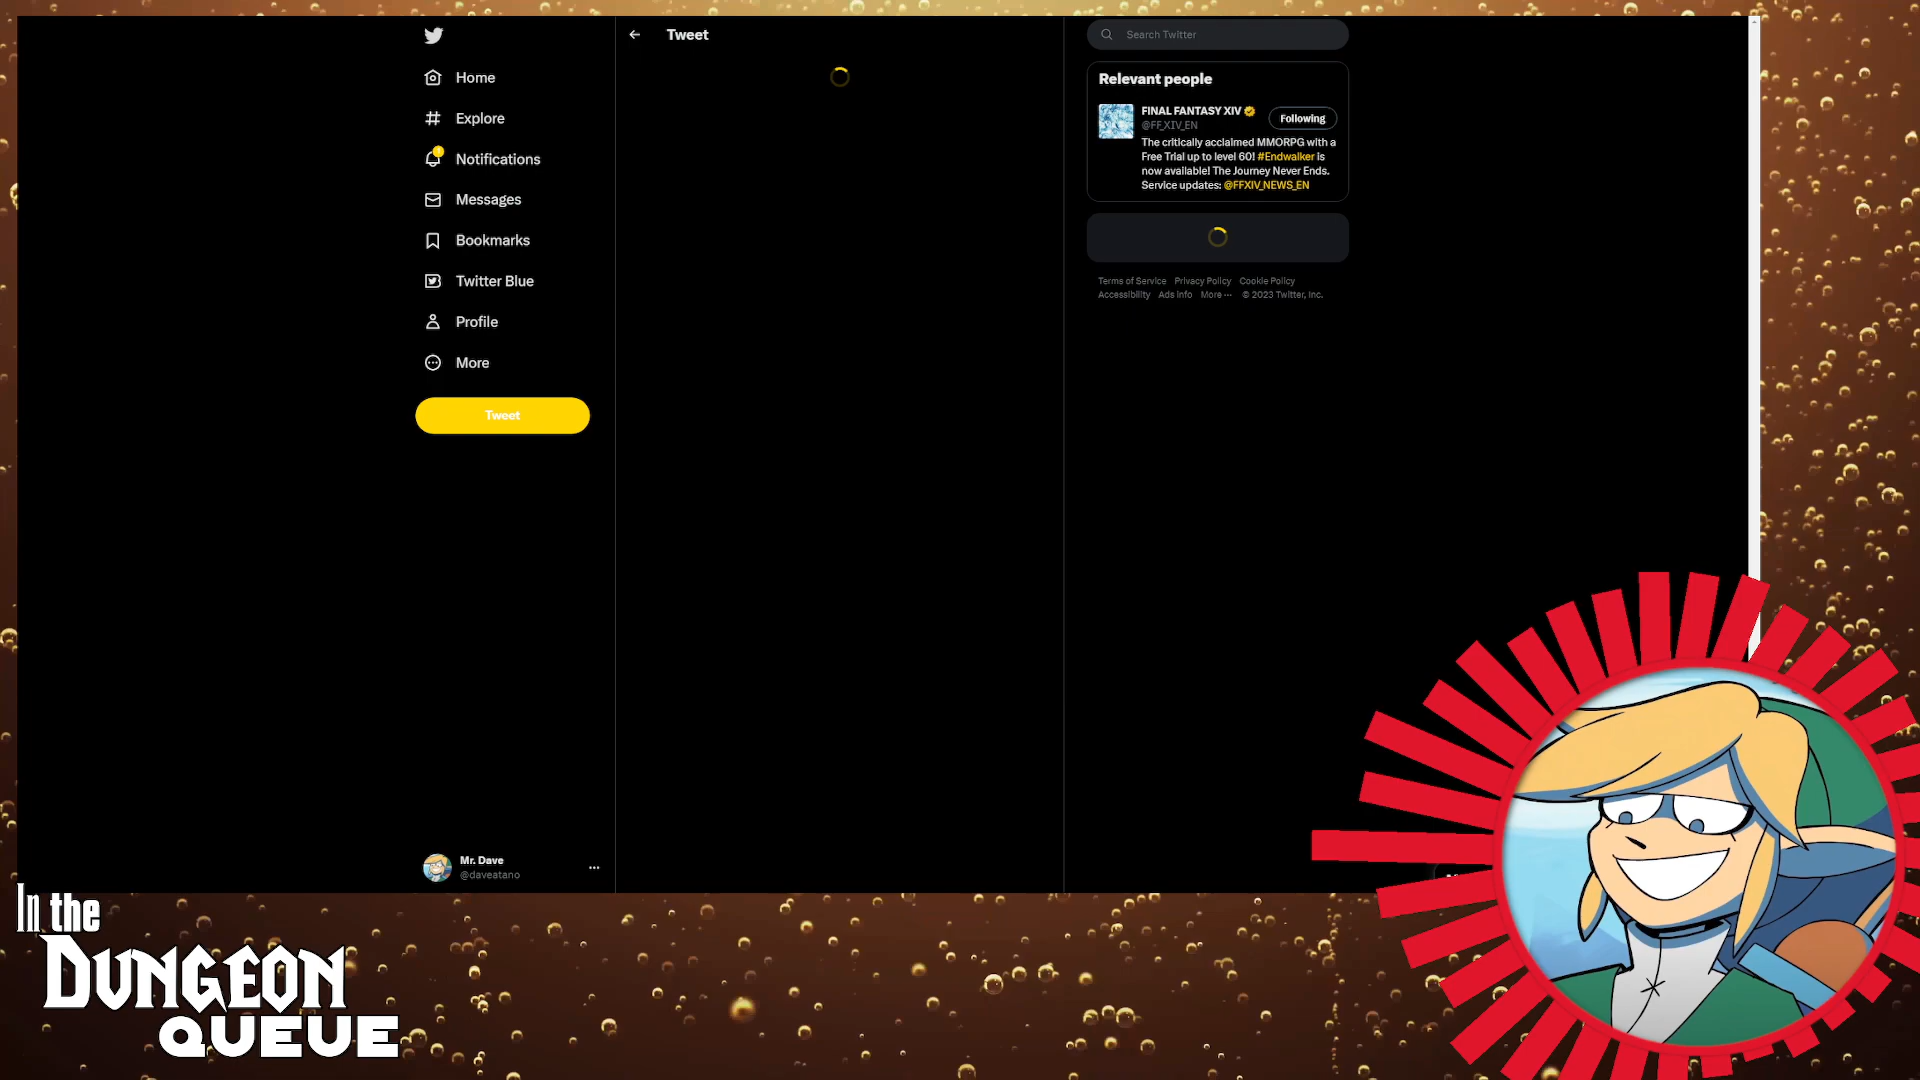 Home
Explore
Notifications
Messages
Bookmarks
Twitter Blue
Profile
More
Tweet
Mr. Dave
@daveatano
Tweet
Search Twitter
Relevant people
FINAL FANTASY XIV
@FF_XIV_EN
Following
The critically acclaimed MMORPG with a
Free Trial up to level 60! #Endwalker is
now available! The Journey Never Ends.
Service updates: @FFXIV_NEWS_EN
Terms of Service Privacy Policy Cookie Policy
Accessibility Ads info More ··· © 2023 Twitter, Inc.
In the
DUNGEON
QUEUE